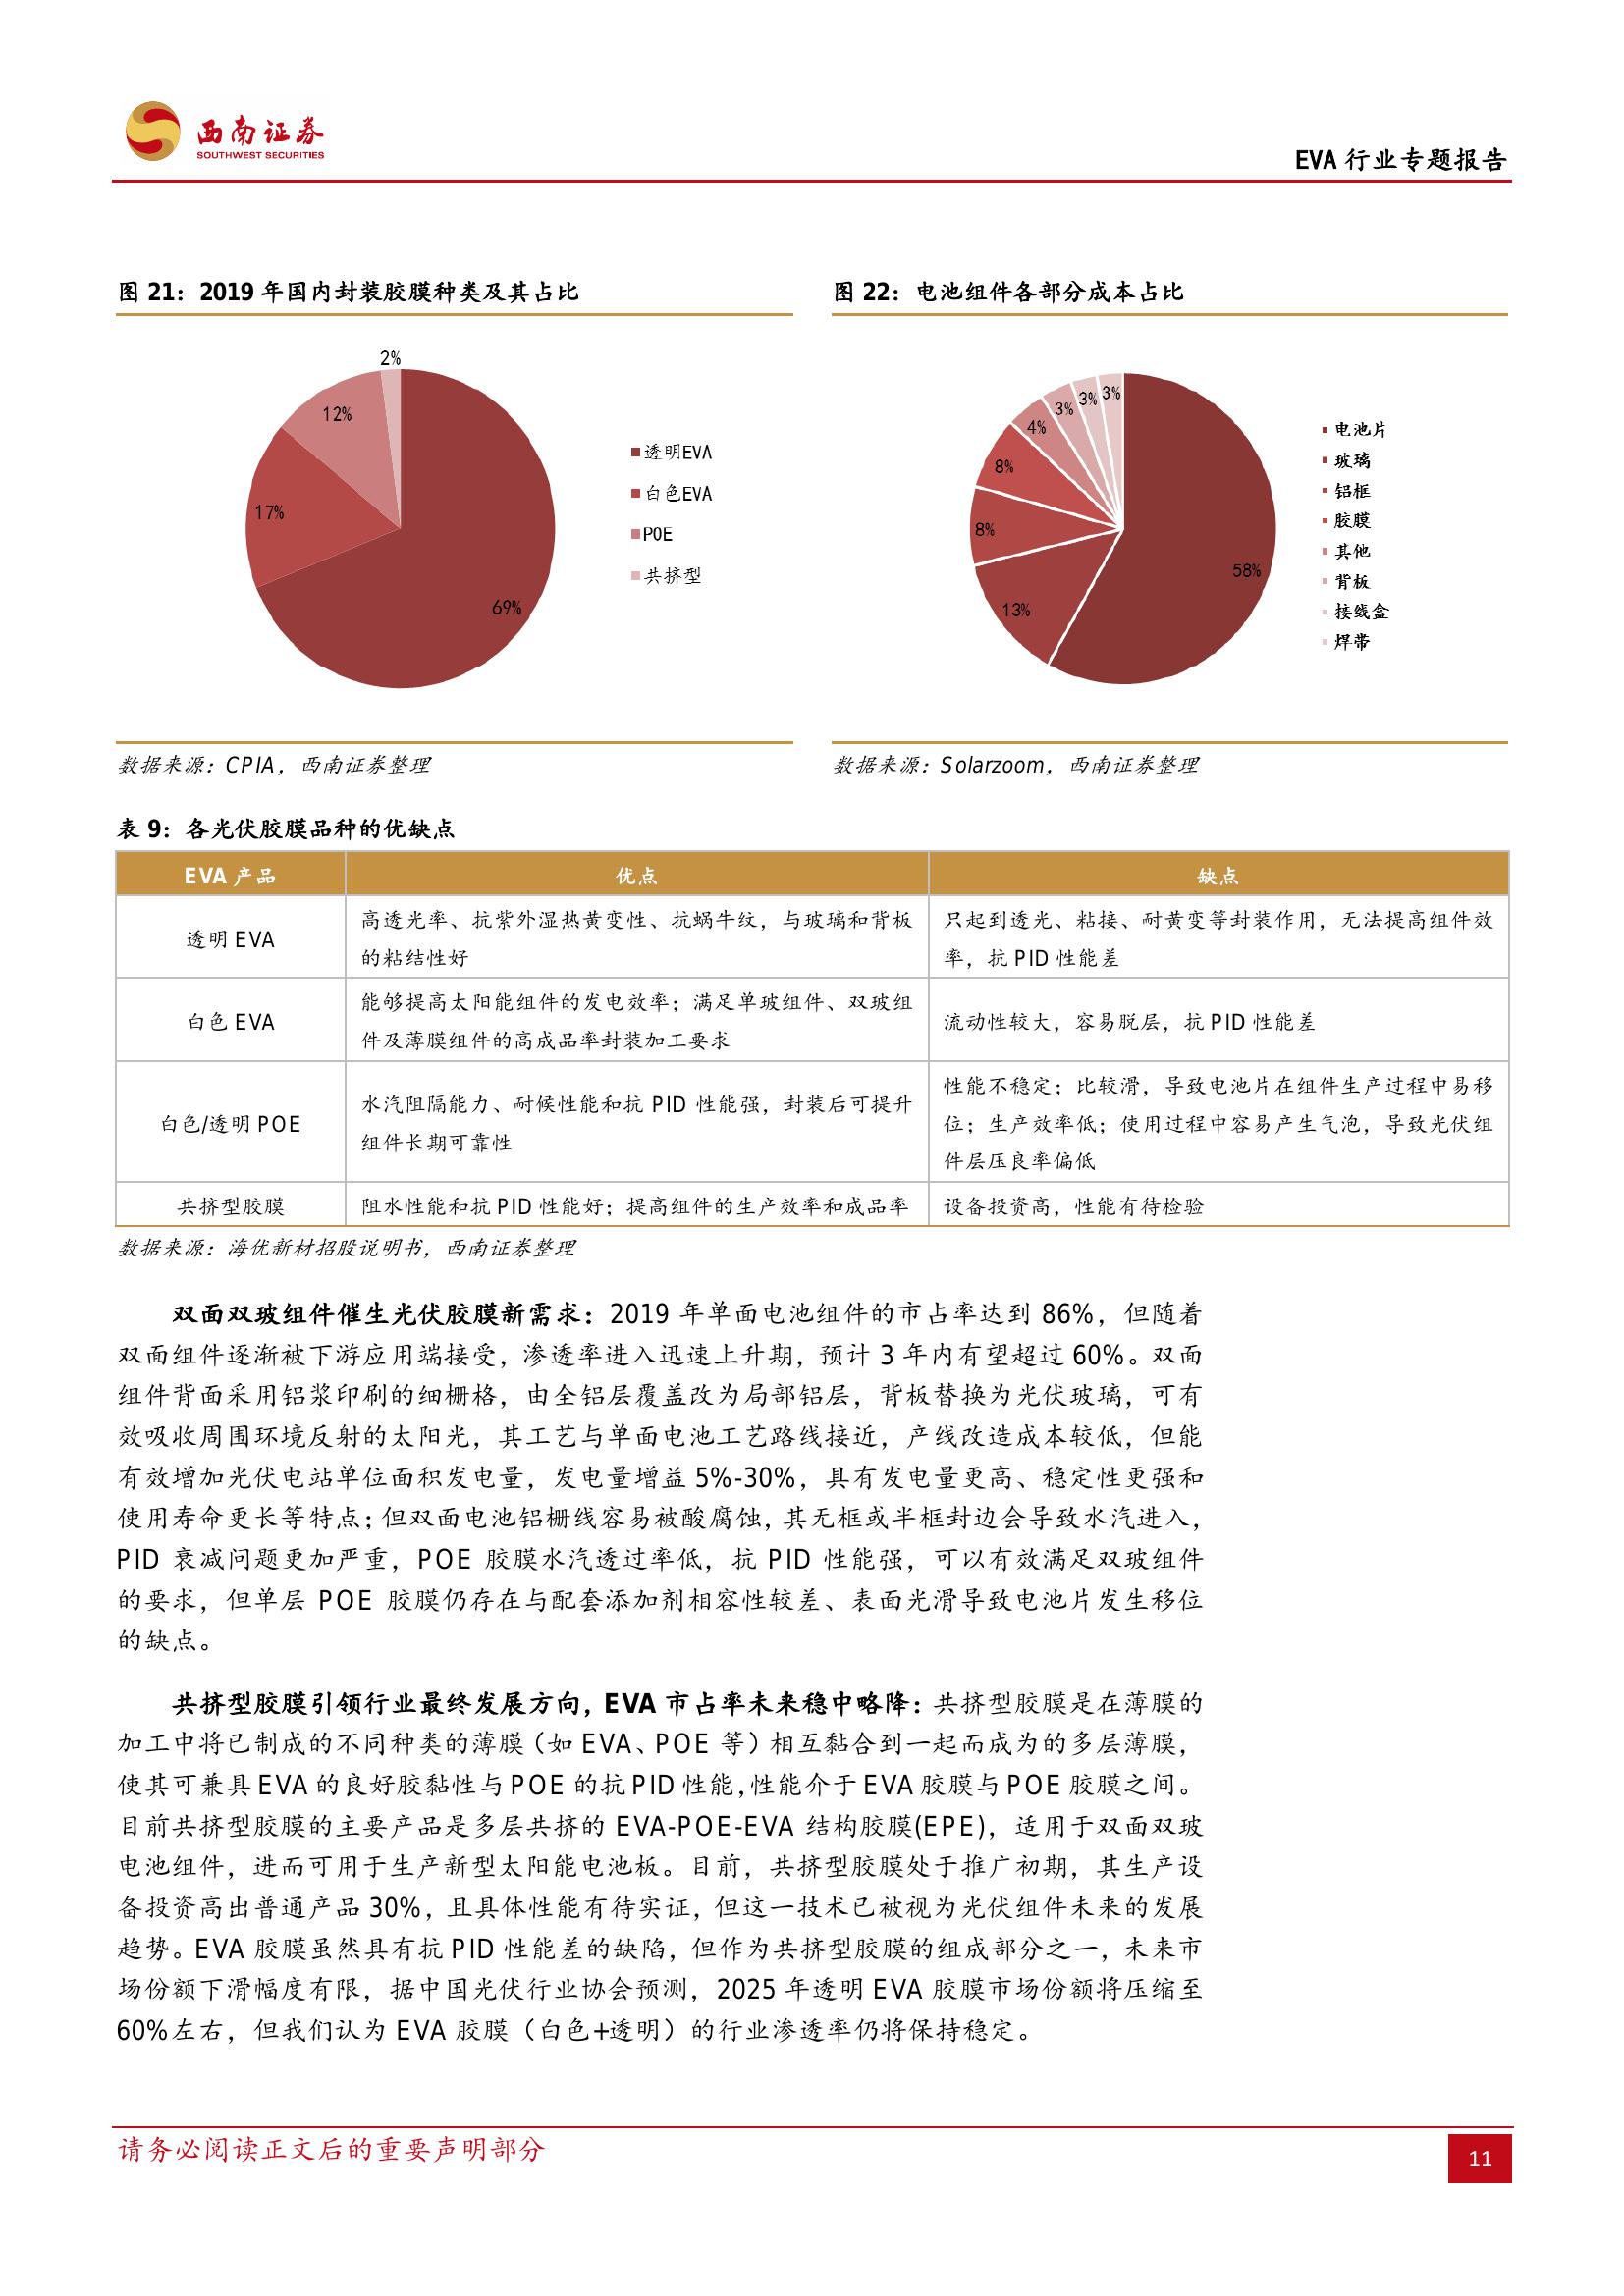 西南证券
SOUTHWEST SECURITIES
EVA 行业专题报告
图 21：2019 年国内封装胶膜种类及其占比
2%
12%
17%
69%
透明EVA
白色EVA
POE
共挤型
数据来源：CPIA，西南证券整理
图 22：电池组件各部分成本占比
3%
3%
3%
4%
8%
8%
13%
58%
电池片
玻璃
铝框
胶膜
其他
背板
接线盒
焊带
数据来源：Solarzoom，西南证券整理
表 9：各光伏胶膜品种的优缺点
EVA 产品 优点 缺点
透明 EVA
高透光率、抗紫外湿热黄变性、抗蜗牛纹，与玻璃和背板
的粘结性好
只起到透光、粘接、耐黄变等封装作用，无法提高组件效
率，抗 PID 性能差
白色 EVA
能够提高太阳能组件的发电效率；满足单玻组件、双玻组
件及薄膜组件的高成品率封装加工要求
流动性较大，容易脱层，抗 PID 性能差
白色/透明 POE
水汽阻隔能力、耐候性能和抗 PID 性能强，封装后可提升
组件长期可靠性
性能不稳定；比较滑，导致电池片在组件生产过程中易移
位；生产效率低；使用过程中容易产生气泡，导致光伏组
件层压良率偏低
共挤型胶膜
阻水性能和抗 PID 性能好；提高组件的生产效率和成品率
设备投资高，性能有待检验
数据来源：海优新材招股说明书，西南证券整理
双面双玻组件催生光伏胶膜新需求：2019 年单面电池组件的市占率达到 86%，但随着
双面组件逐渐被下游应用端接受，渗透率进入迅速上升期，预计 3 年内有望超过 60%。双面
组件背面采用铝浆印刷的细栅格，由全铝层覆盖改为局部铝层，背板替换为光伏玻璃，可有
效吸收周围环境反射的太阳光，其工艺与单面电池工艺路线接近，产线改造成本较低，但能
有效增加光伏电站单位面积发电量，发电量增益 5%-30%，具有发电量更高、稳定性更强和
使用寿命更长等特点；但双面电池铝栅线容易被酸腐蚀，其无框或半框封边会导致水汽进入，
PID 衰减问题更加严重，POE 胶膜水汽透过率低，抗 PID 性能强，可以有效满足双玻组件
的要求，但单层 POE 胶膜仍存在与配套添加剂相容性较差、表面光滑导致电池片发生移位
的缺点。
共挤型胶膜引领行业最终发展方向，EVA 市占率未来稳中略降：共挤型胶膜是在薄膜的
加工中将已制成的不同种类的薄膜（如 EVA、POE 等）相互黏合到一起而成为的多层薄膜，
使其可兼具 EVA 的良好胶黏性与 POE 的抗 PID 性能，性能介于 EVA 胶膜与 POE 胶膜之间。
目前共挤型胶膜的主要产品是多层共挤的 EVA-POE-EVA 结构胶膜(EPE)，适用于双面双玻
电池组件，进而可用于生产新型太阳能电池板。目前，共挤型胶膜处于推广初期，其生产设
备投资高出普通产品 30%，且具体性能有待实证，但这一技术已被视为光伏组件未来的发展
趋势。EVA 胶膜虽然具有抗 PID 性能差的缺陷，但作为共挤型胶膜的组成部分之一，未来市
场份额下滑幅度有限，据中国光伏行业协会预测，2025 年透明 EVA 胶膜市场份额将压缩至
60%左右，但我们认为 EVA 胶膜（白色+透明）的行业渗透率仍将保持稳定。
请务必阅读正文后的重要声明部分
11